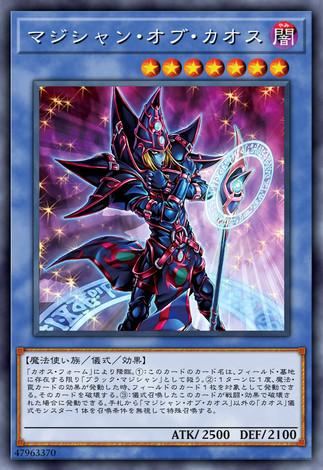 マジシャン・オブ・カオス
闇
やみ
【魔法使い族／儀式／効果】
「カオス・フォーム」により降臨。①：このカードのカード名は、フィールド・墓地
に存在する限り「ブラック・マジシャン」として扱う。②：１ターンに１度、魔法・
罠カードの効果が発動した時、フィールドのカード１枚を対象として発動でき
る。そのカードを破壊する。③：儀式召喚したこのカードが戦闘・効果で破壊さ
れた場合に発動できる。手札から「マジシャン・オブ・カオス」以外の「カオス」儀
式モンスター１体を召喚条件を無視して特殊召喚する。
ATK/ 2500 DEF/ 2100
47963370